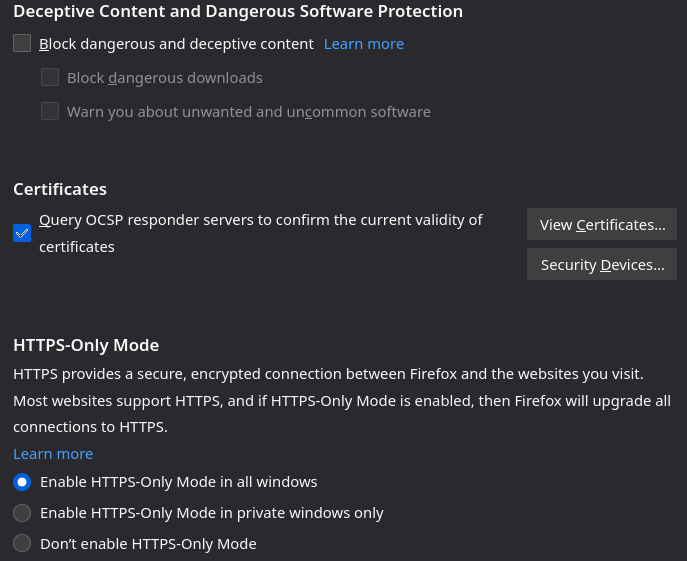 Deceptive Content and Dangerous Software Protection
Block dangerous and deceptive content Learn more
Block dangerous downloads
Warn you about unwanted and uncommon software
Certificates
Query OCSP responder servers to confirm the current validity of
certificates
View Certificates...
Security Devices...
HTTPS-Only Mode
HTTPS provides a secure, encrypted connection between Firefox and the websites you visit.
Most websites support HTTPS, and if HTTPS-Only Mode is enabled, then Firefox will upgrade all
connections to HTTPS.
Learn more
Enable HTTPS-Only Mode in all windows
Enable HTTPS-Only Mode in private windows only
Don’t enable HTTPS-Only Mode